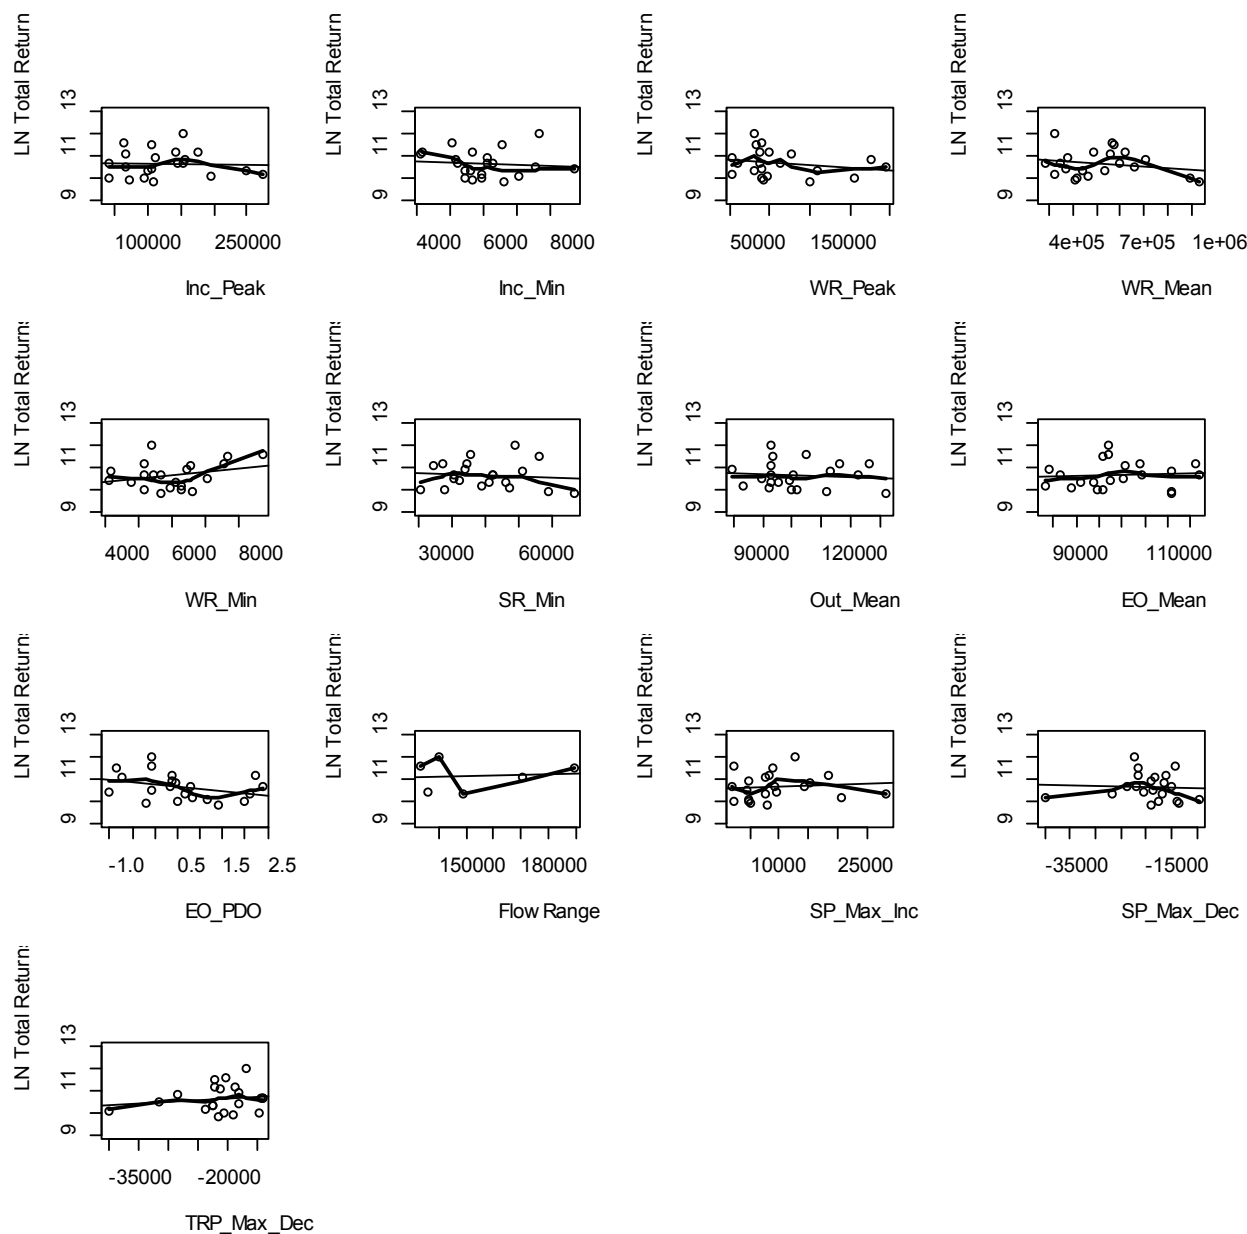 LN Total Return
13
11
9
100000 250000
Inc_Peak
LN Total Return
13
11
9
4000 6000 8000
Inc_Min
LN Total Return
13
11
9
50000 150000
WR_Peak
LN Total Return
13
11
9
4e+05 7e+05 1e+06
WR_Mean
LN Total Return
13
11
9
4000 6000 8000
WR_Min
LN Total Return
13
11
9
30000 60000
SR_Min
LN Total Return
13
11
9
90000 120000
Out_Mean
LN Total Return
13
11
9
90000 110000
EO_Mean
LN Total Return
13
11
9
-1.0 0.5 1.5 2.5
EO_PDO
LN Total Return
13
11
9
150000 180000
Flow Range
LN Total Return
13
11
9
10000 25000
SP_Max_Inc
LN Total Return
13
11
9
-35000 -15000
SP_Max_Dec
LN Total Return
13
11
9
-35000 -20000
TRP_Max_Dec